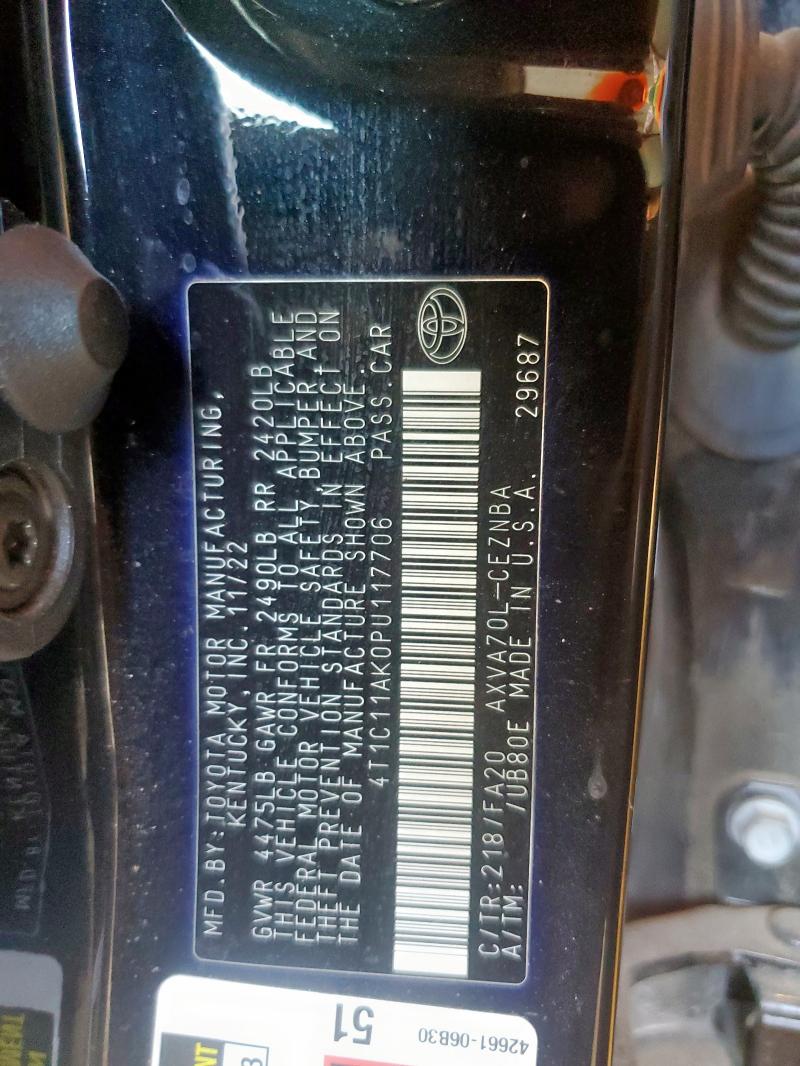 MFD.BY:TOYOTA MOTOR MANUFACTURING,
KENTUCKY, INC. 11/22
GVWR 4475LB GAWR FR 2490LB RR 2420LB
THIS VEHICLE CONFORMS TO ALL APPLICABLE
FEDERAL MOTOR VEHICLE SAFETY, BUMPER AND
THEFT PREVENTION STANDARDS IN EFFECT ON
THE DATE OF MANUFACTURE SHOWN ABOVE.
4T1C11AK0PU117706 PASS.CAR
C/TR:218/FA20 AXVA70L-CEZNBA
A/TM: /UB80E MADE IN U.S.A. 29687
51
42661-06B30